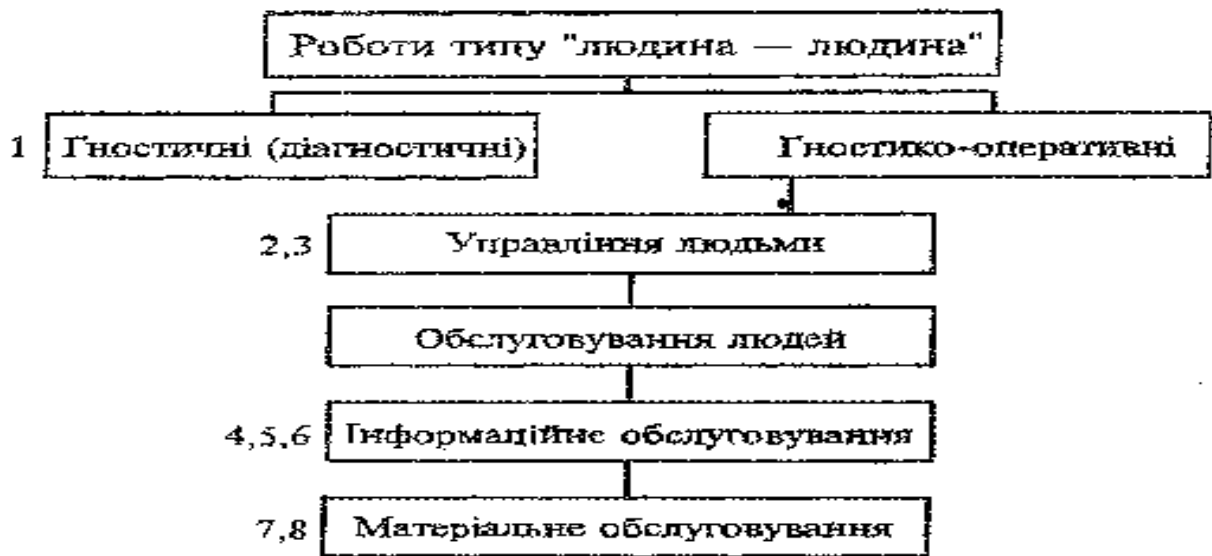 Роботи типу "людина — людина"
1 Гностичні (діагностичні) Гностико-оперативні
2,3 Управління людьми
Обслуговування людей
4,5,6 Інформаційне обслуговування
7,8 Матеріальне обслуговування